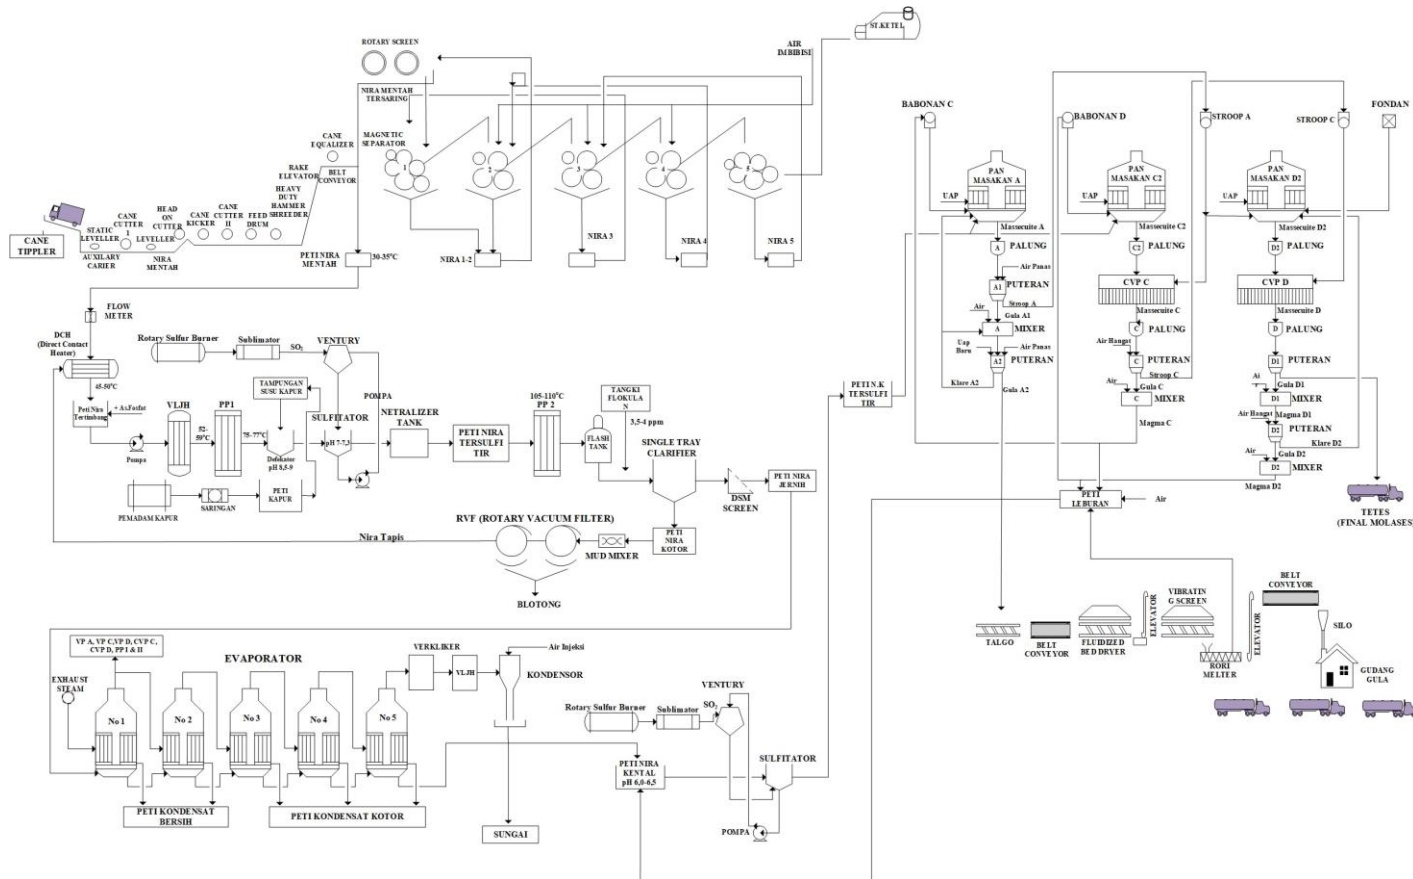 ROTARY SCREEN
NIRA MENTAH
TERSARING
MAGNETIC
SEPARATOR
CANE
EQUALIZER
RAKE
ELEVATOR
BELT
CONVEYOR
HEAVY
DUTY
HAMMER
SHREEDER
FEED
DRUM
CANE
CUTTER
II
CANE
KICKER
HEAD
ON
CUTTER
LEVELLER
CANE
CUTTER
1
STATIC
LEVELLER
CANE
TIPPLER
AUXILARY
CARIER
NIRA
MENTAH
1
2
3
4
5
AIR
IMBIBISI
ST.KETEL
PETI NIRA
MENTAH
30-35°C
NIRA 1-2
NIRA 3
NIRA 4
NIRA 5
FLOW
METER
DCH
(Direct Contact
Heater)
45-50°C
Peti Nira
Tertimbang
+ As.Fosfat
Pompa
VLJH
52-
59°C
PP1
75-77°C
Rotary Sulfur Burner
Sublimator
SO2
VENTURY
TAMPUNGAN
SUSU KAPUR
POMPA
Defekator
pH 8,5-9
SULFITATOR
pH 7-7,3
NETRALIZER
TANK
PETI NIRA
TERSULFI
TIR
105-110°C
PP 2
FLASH
TANK
TANGKI
FLOKULA
N
3,5-4 ppm
SINGLE TRAY
CLARIFIER
DSM
SCREEN
PETI NIRA
JERNIH
PEMADAM KAPUR
SARINGAN
PETI
KAPUR
RVF (ROTARY VACUUM FILTER)
Nira Tapis
MUD MIXER
PETI
NIRA
KOTOR
BLOTONG
VP A, VP C,VP D, CVP C,
CVP D, PP I & II
EVAPORATOR
EXHAUST
STEAM
No 1
No 2
No 3
No 4
No 5
VERKLIKER
VLJH
Air Injeksi
KONDENSOR
PETI KONDENSAT
BERSIH
PETI KONDENSAT KOTOR
SUNGAI
Rotary Sulfur Burner
Sublimator
SO2
VENTURY
PETI NIRA
KENTAL
pH 6,0-6,5
SULFITATOR
POMPA
PETI N.K
TERSULFI
TIR
BABONAN C
BABONAN D
STROOP A
STROOP C
FONDAN
PAN
MASAKAN A
UAP
Massecuite A
A
PALUNG
Air Panas
A1
PUTERAN
Stroop A
Air
Gula A1
A
MIXER
Uap
Baru
Air Panas
A2
PUTERAN
Klare A2
Gula A2
PAN
MASAKAN C2
UAP
Massecuite C2
C2
PALUNG
CVP C
Massecuite C
C
PALUNG
Air Hangat
C
PUTERAN
Stroop C
Air
Gula C
C
MIXER
Magma C
PAN
MASAKAN D2
UAP
Massecuite D2
D2
PALUNG
CVP D
Massecuite D
D
PALUNG
D1
PUTERAN
Ai
Gula D1
D1
MIXER
Air Hangat
Magma D1
D2
PUTERAN
Klare D2
Air
Gula D2
D2
MIXER
Magma D2
PETI
LEBURAN
Air
TETES
(FINAL MOLASES)
TALGO
BELT
CONVEYOR
FLUIDIZED
BED DRYER
ELEVATOR
VIBRATIN
G SCREEN
RORI
MELTER
ELEVATOR
BELT
CONVEYOR
SILO
GUDANG
GULA